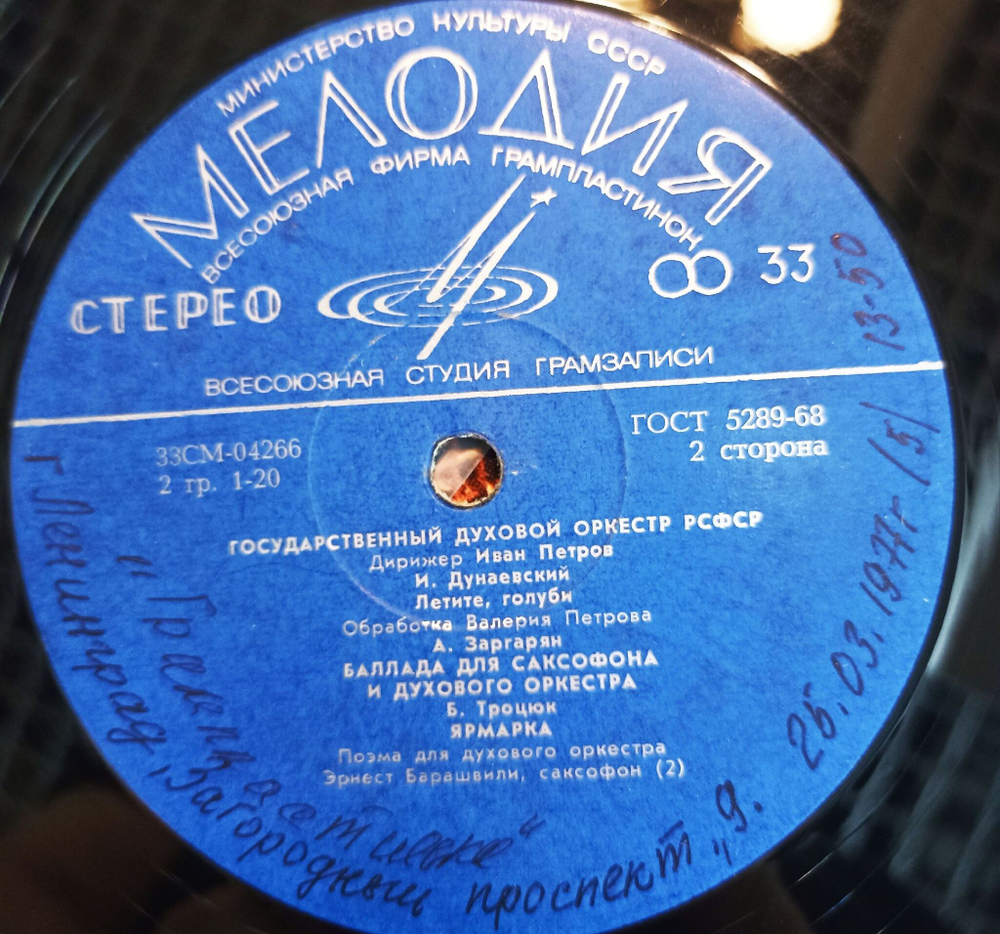 МИНИСТЕРСТВО КУЛЬТУРЫ СССР
МЕЛОДИЯ
ВСЕСОЮЗНАЯ ФИРМА ГРАМПЛАСТИНОК
СТЕРЕО
33
ВСЕСОЮЗНАЯ СТУДИЯ ГРАМЗАПИСИ
13-50
33СМ-04266
2 гр. 1-20
ГОСТ 5289-68
2 сторона
ГОСУДАРСТВЕННЫЙ ДУХОВОЙ ОРКЕСТР РСФСР
Дирижер Иван Петров
И. Дунаевский
Летите, голуби
Обработка Валерия Петрова
А. Заргарян
БАЛЛАДА ДЛЯ САКСОФОНА
И ДУХОВОГО ОРКЕСТРА
Б. Троцюк
ЯРМАРКА
Поэма для духового оркестра
Эрнест Барашвили, саксофон (2)
"Грампластинки"
г Ленинград, Загородный проспект „9.
26.03.1977г (5)